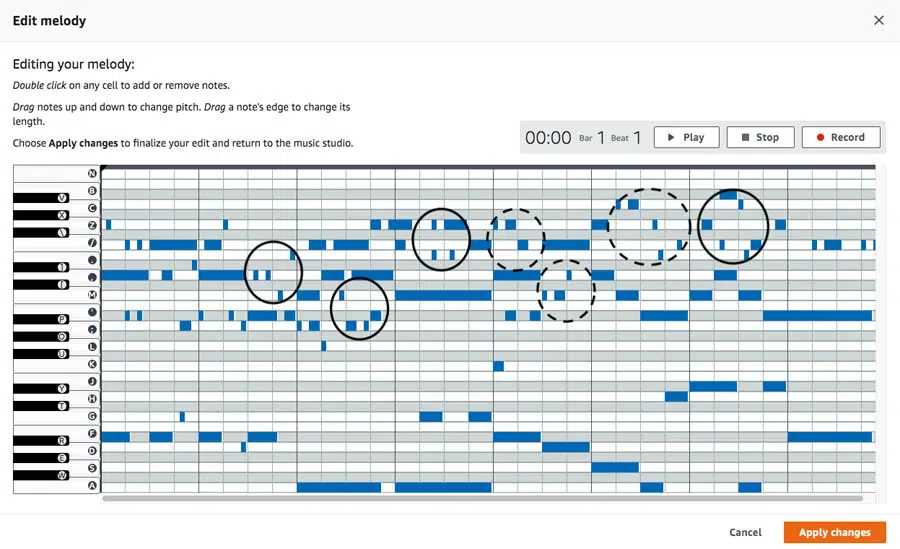 Edit melody
Editing your melody:
Double click on any cell to add or remove notes.
Drag notes up and down to change pitch. Drag a note's edge to change its
length.
Choose Apply changes to finalize your edit and return to the music studio.
00:00 Bar 1 Beat 1 Play Stop Record
N
B
V
C
X
Z
\
/
.
]
,
[
M
P
O
;
U
L
K
J
Y
H
T
G
F
R
D
E
S
W
A
Cancel Apply changes